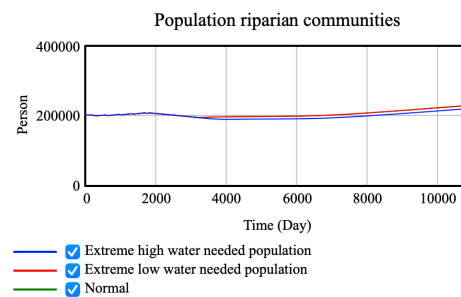 Population riparian communities
400000
200000
0
Person
0 2000 4000 6000 8000 10000
Time (Day)
Extreme high water needed population
Extreme low water needed population
Normal